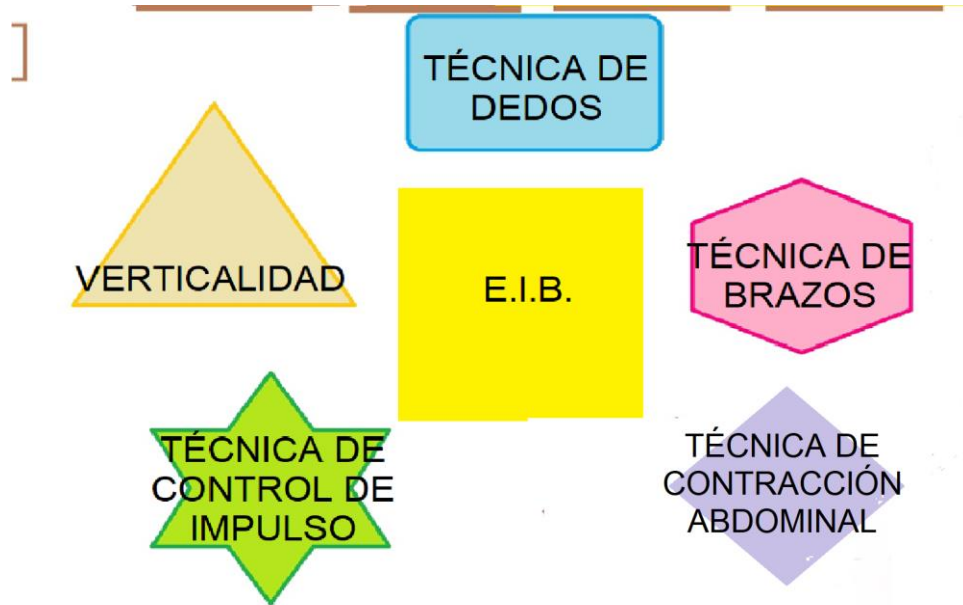 TÉCNICA DE
DEDOS
VERTICALIDAD
E.I.B.
TÉCNICA DE
BRAZOS
TÉCNICA DE
CONTROL DE
IMPULSO
TÉCNICA DE
CONTRACCIÓN
ABDOMINAL